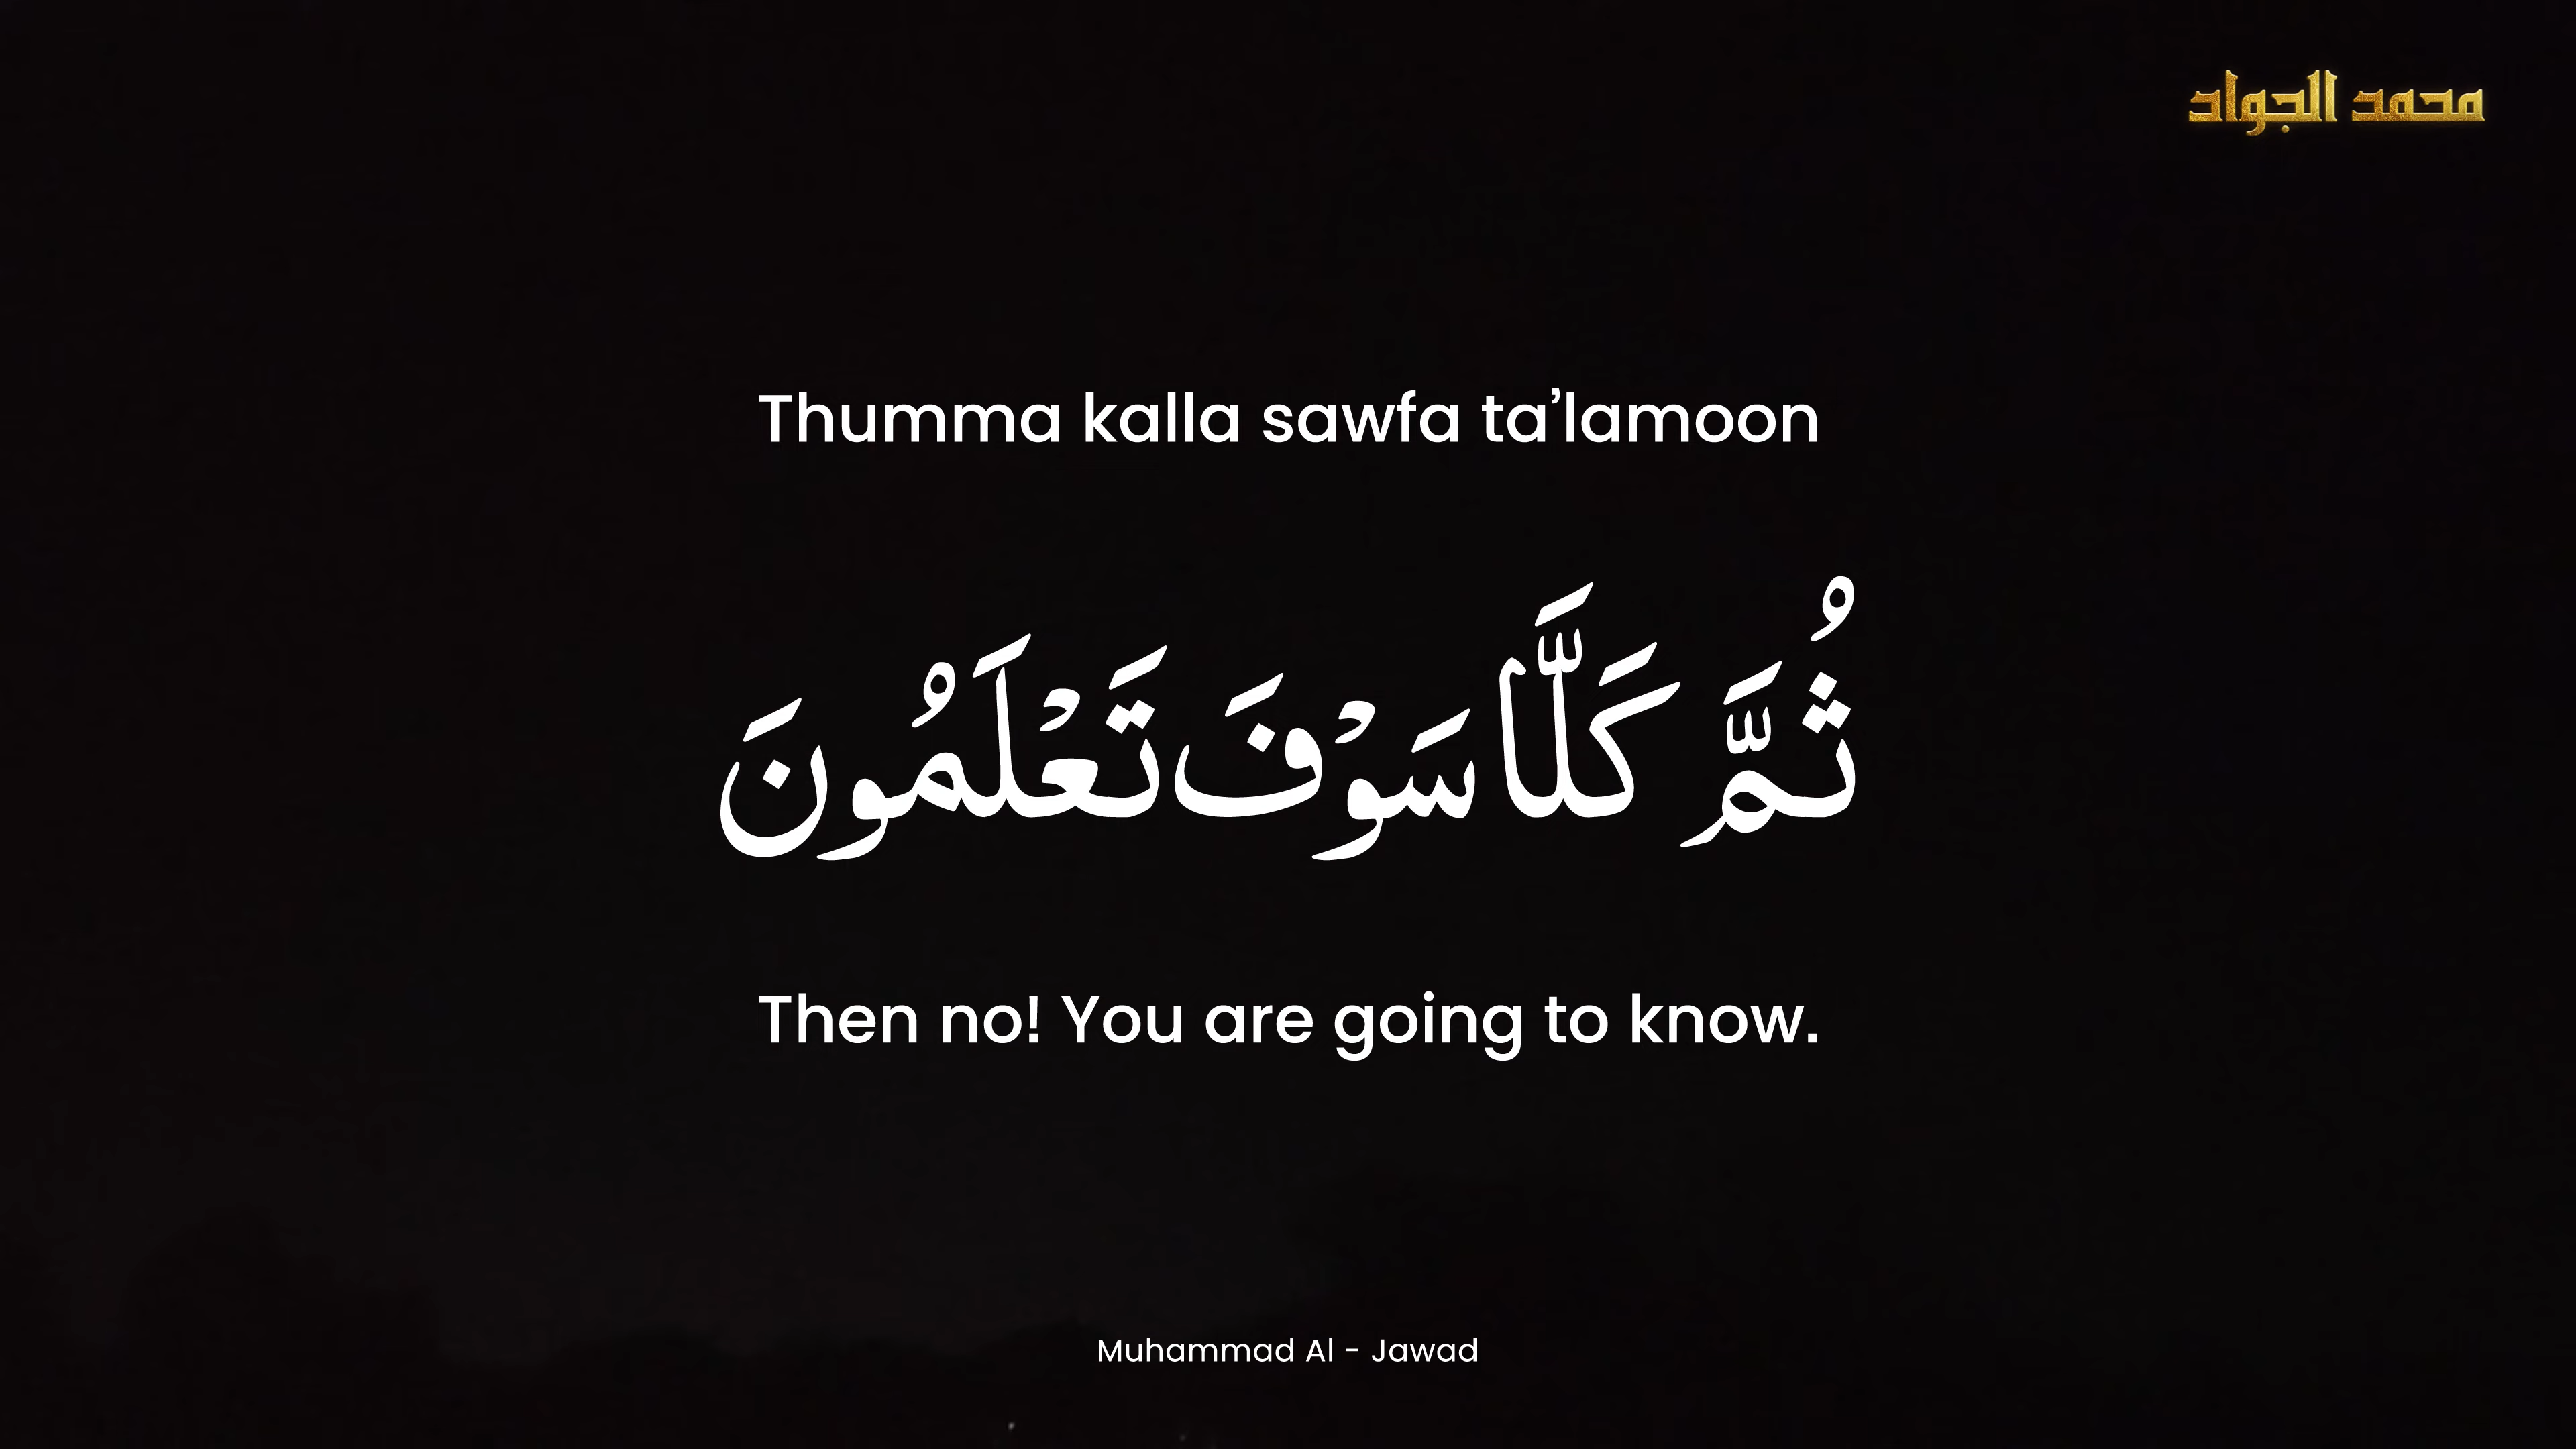 محمد الجواد
Thumma kalla sawfa ta’lamoon
ثُمَّ كَلَّا سَوْفَ تَعْلَمُونَ
Then no! You are going to know.
Muhammad Al - Jawad